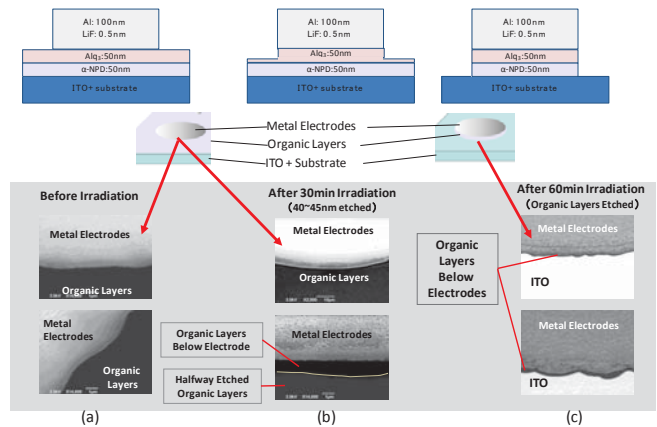 Al: 100nm
LiF: 0.5nm
Alq3:50nm
α-NPD:50nm
ITO+ substrate
Al: 100nm
LiF: 0.5nm
Alq3:50nm
α-NPD:50nm
ITO+ substrate
Al: 100nm
LiF: 0.5nm
Alq3:50nm
α-NPD:50nm
ITO+ substrate
Metal Electrodes
Organic Layers
ITO + Substrate
Before Irradiation
After 30min Irradiation
(40~45nm etched)
After 60min Irradiation
(Organic Layers Etched)
Metal Electrodes
Organic Layers
Metal Electrodes
Organic Layers
Metal Electrodes
Organic Layers
Organic Layers
Below Electrode
Halfway Etched
Organic Layers
Metal Electrodes
Organic
Layers
Below
Electrodes
Metal Electrodes
ITO
Metal Electrodes
ITO
(a)
(b)
(c)